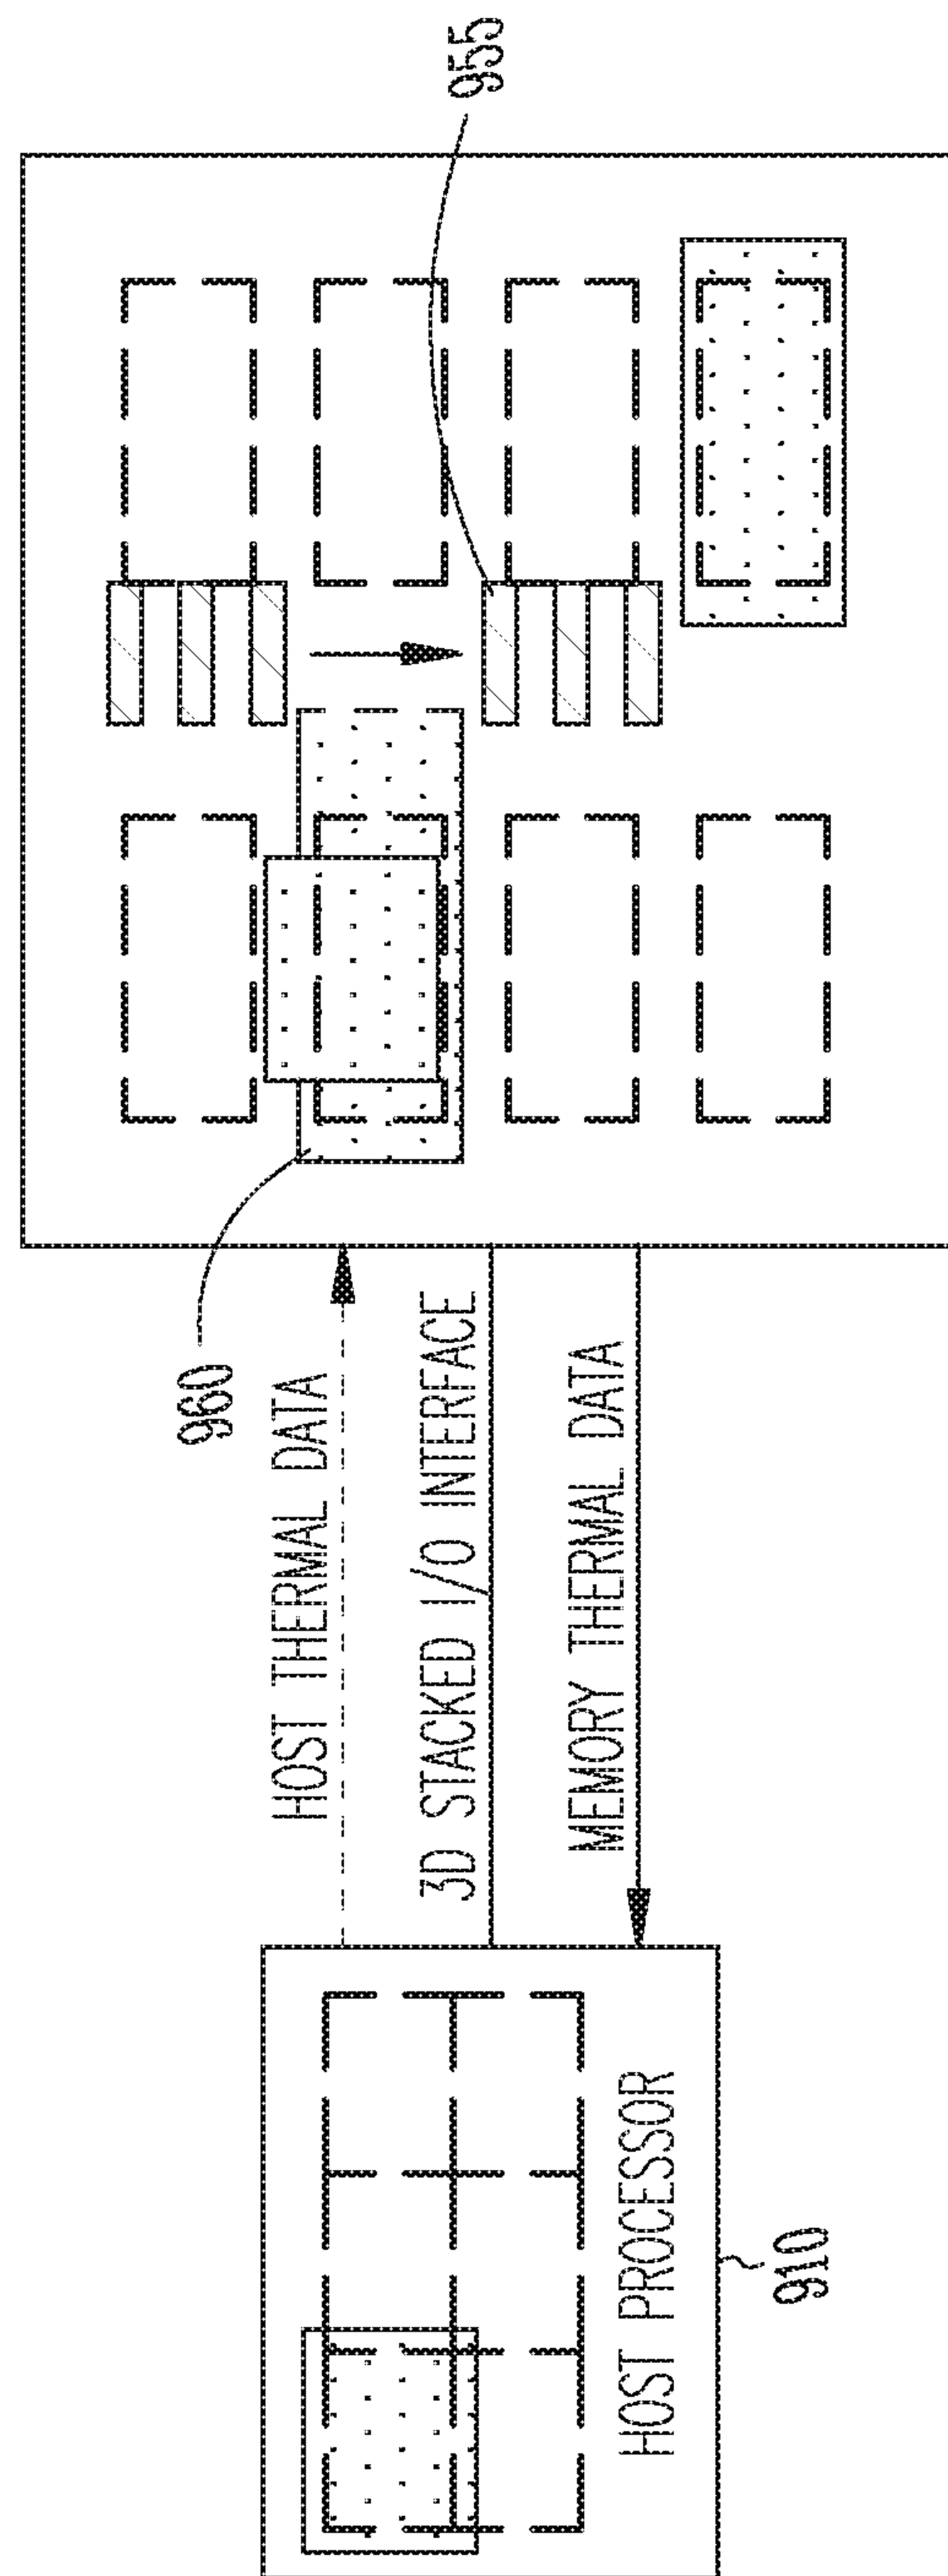 955
960
HOST THERMAL DATA
3D STACKED I/O INTERFACE
MEMORY THERMAL DATA
HOST PROCESSOR
910